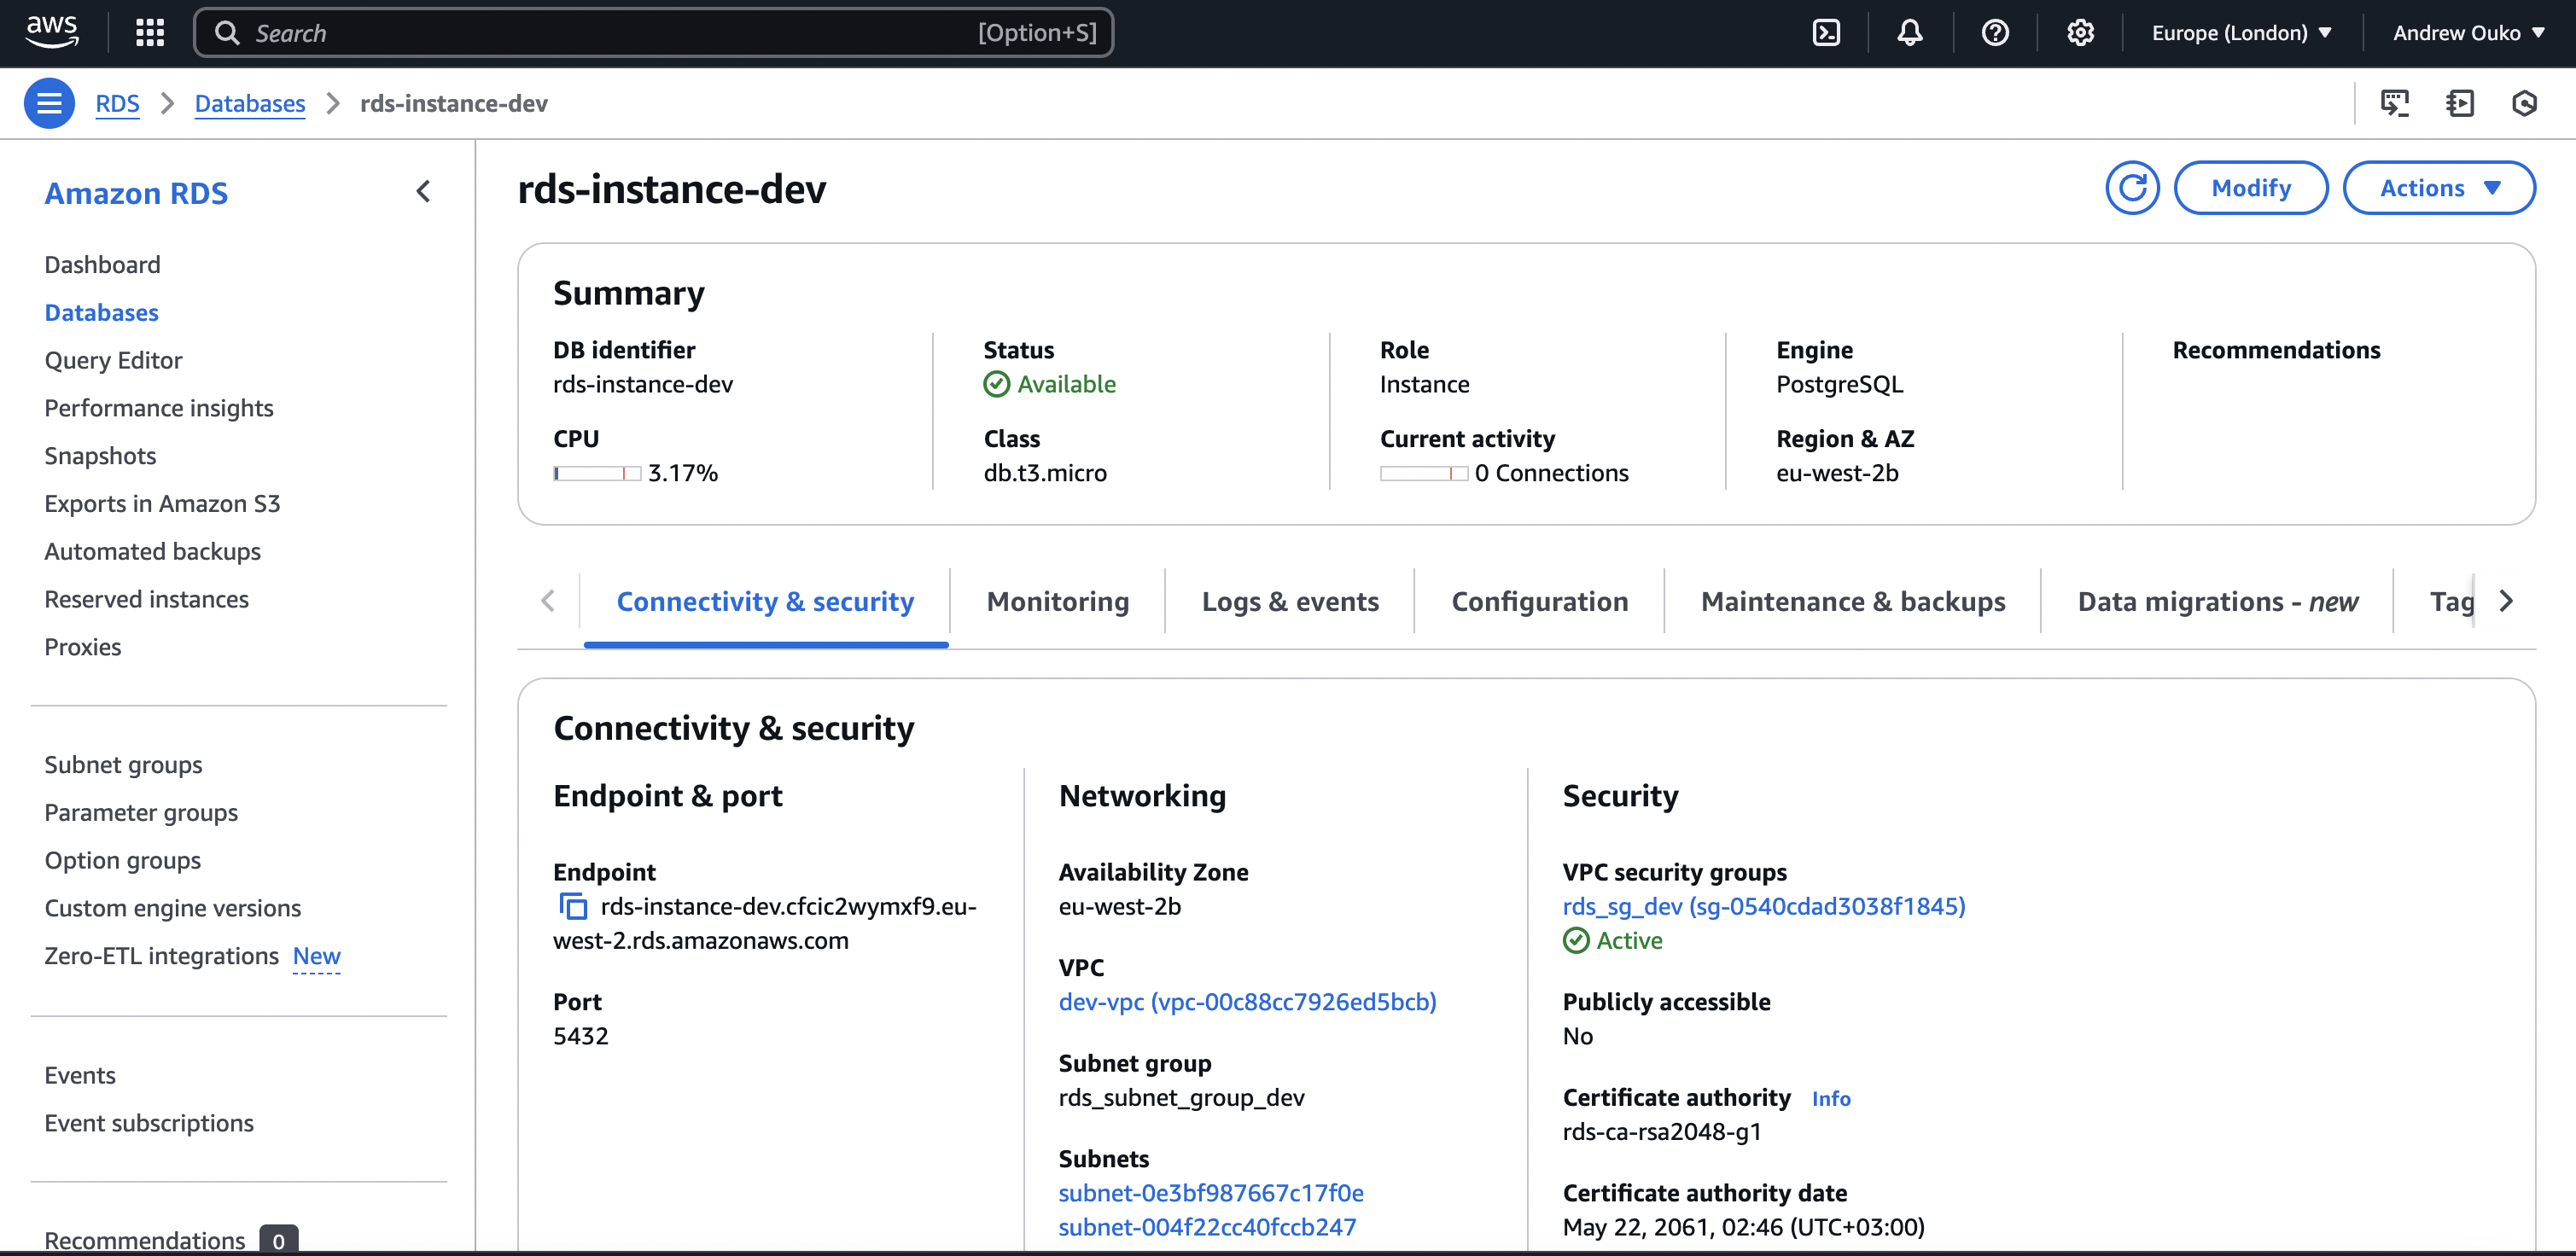 aws
Search [Option+S]
Europe (London)
Andrew Ouko
RDS
Databases
rds-instance-dev
Amazon RDS
Dashboard
Databases
Query Editor
Performance insights
Snapshots
Exports in Amazon S3
Automated backups
Reserved instances
Proxies
Subnet groups
Parameter groups
Option groups
Custom engine versions
Zero-ETL integrations New
Events
Event subscriptions
Recommendations 0
rds-instance-dev
Modify
Actions
Summary
DB identifier
rds-instance-dev
CPU
3.17%
Status
Available
Class
db.t3.micro
Role
Instance
Current activity
0 Connections
Engine
PostgreSQL
Region & AZ
eu-west-2b
Recommendations
Connectivity & security
Monitoring
Logs & events
Configuration
Maintenance & backups
Data migrations - new
Tag
Connectivity & security
Endpoint & port
Endpoint
rds-instance-dev.cfcic2wymxf9.eu-
west-2.rds.amazonaws.com
Port
5432
Networking
Availability Zone
eu-west-2b
VPC
dev-vpc (vpc-00c88cc7926ed5bcb)
Subnet group
rds_subnet_group_dev
Subnets
subnet-0e3bf987667c17f0e
subnet-004f22cc40fccb247
Security
VPC security groups
rds_sg_dev (sg-0540cdad3038f1845)
Active
Publicly accessible
No
Certificate authority Info
rds-ca-rsa2048-g1
Certificate authority date
May 22, 2061, 02:46 (UTC+03:00)